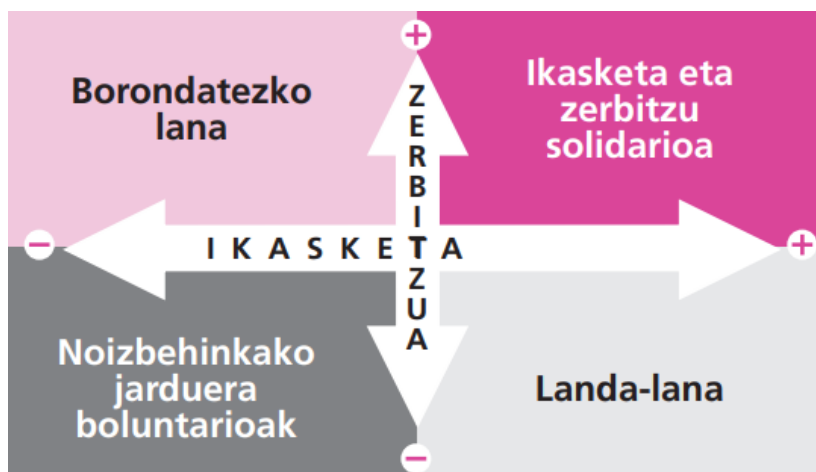 +
Borondatezko
lana
Ikasketa eta
zerbitzu
solidarioa
ZERBITZUA
− IKASKETA +
Noizbehinkako
jarduera
boluntarioak
Landa-lana
−